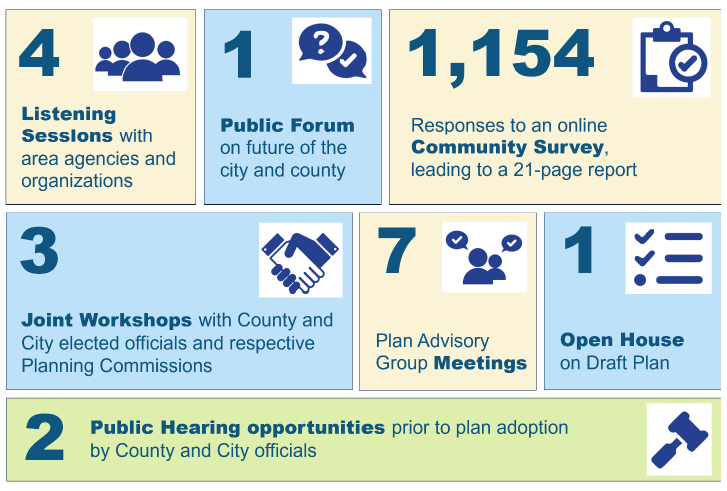 4
Listening
Sessions with
area agencies and
organizations
1
?
Public Forum
on future of the
city and county
1,154
Responses to an online
Community Survey,
leading to a 21-page report
3
Joint Workshops with County and
City elected officials and respective
Planning Commissions
7
Plan Advisory
Group Meetings
1
Open House
on Draft Plan
2
Public Hearing opportunities prior to plan adoption
by County and City officials